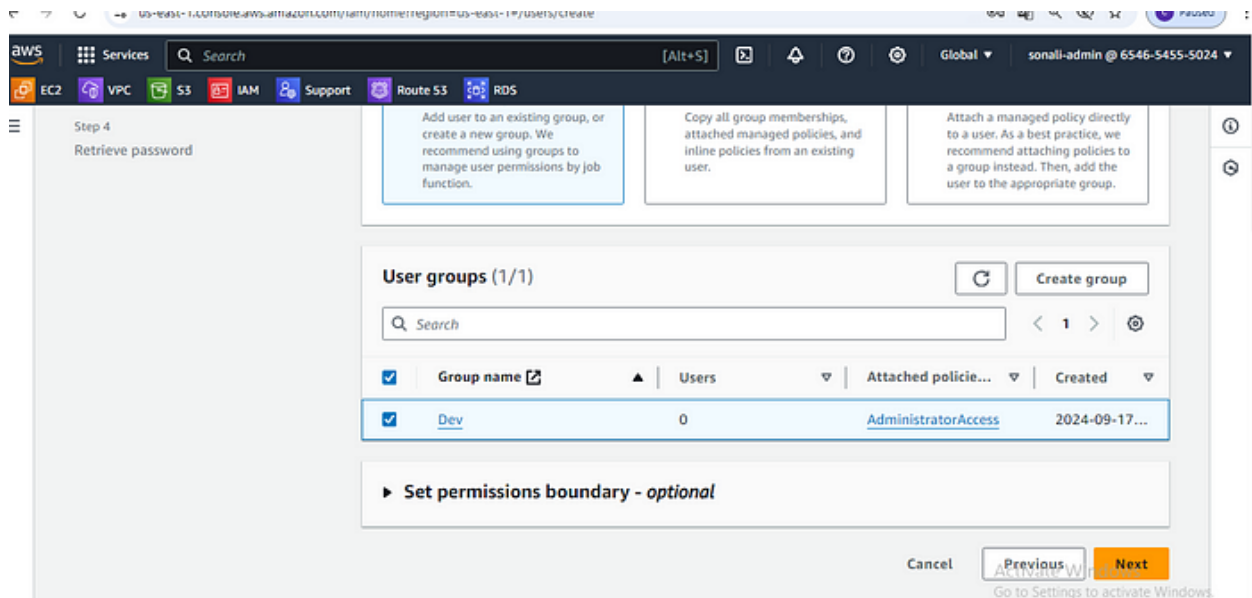 us-east-1.console.aws.amazon.com/iam/home?region=us-east-1#/users/create
Paused
aws
Services
Search
[Alt+S]
Global
sonali-admin @ 6546-5455-5024
EC2
VPC
S3
IAM
Support
Route 53
RDS
Step 4
Retrieve password
Add user to an existing group, or
create a new group. We
recommend using groups to
manage user permissions by job
function.
Copy all group memberships,
attached managed policies, and
inline policies from an existing
user.
Attach a managed policy directly
to a user. As a best practice, we
recommend attaching policies to
a group instead. Then, add the
user to the appropriate group.
User groups (1/1)
Create group
Search
1
Group name
Users
Attached policie...
Created
Dev
0
AdministratorAccess
2024-09-17...
Set permissions boundary - optional
Cancel
Previous
Next
Activate Win
Go to Settings to activate Windows.